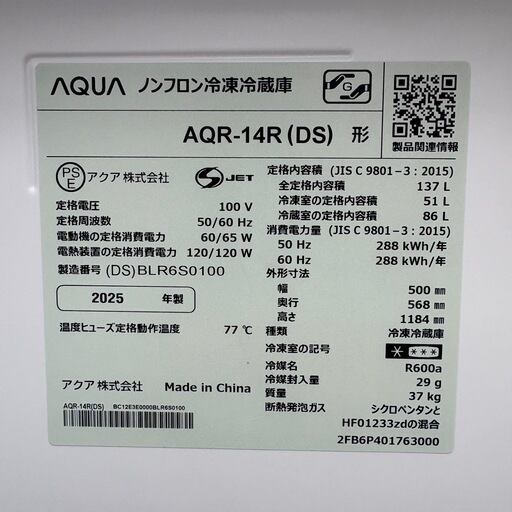 AQUA ノンフロン冷凍冷蔵庫
G
AQR-14R(DS) 形
製品関連情報
PS E アクア株式会社
S JET
定格電圧 100 V
定格周波数 50/60 Hz
電動機の定格消費電力 60/65 W
電熱装置の定格消費電力 120/120 W
製造番号 (DS)BLR6S0100
2025 年製
温度ヒューズ定格動作温度 77 ℃
アクア株式会社 Made in China
AQR-14R(DS) BC12E3E0000BLR6S0100
定格内容積 (JIS C 9801-3:2015)
全定格内容積 137 L
冷凍室の定格内容積 51 L
冷蔵室の定格内容積 86 L
消費電力量 (JIS C 9801-3:2015)
50 Hz 288 kWh/年
60 Hz 288 kWh/年
外形寸法
幅 500 mm
奥行 568 mm
高さ 1184 mm
種類 冷凍冷蔵庫
冷凍室の記号 * ***
冷媒名 R600a
冷媒封入量 29 g
質量 37 kg
断熱発泡ガス シクロペンタンと
HFO1233zdの混合
2FB6P401763000